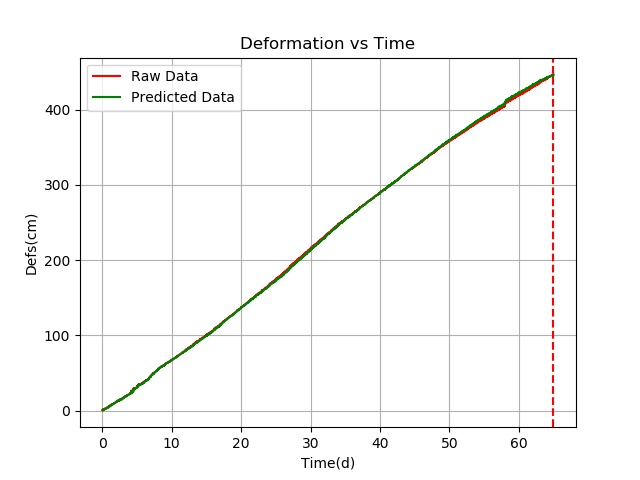 Deformation vs Time
Raw Data
Predicted Data
400
300
200
100
0
Defs(cm)
0 10 20 30 40 50 60
Time(d)